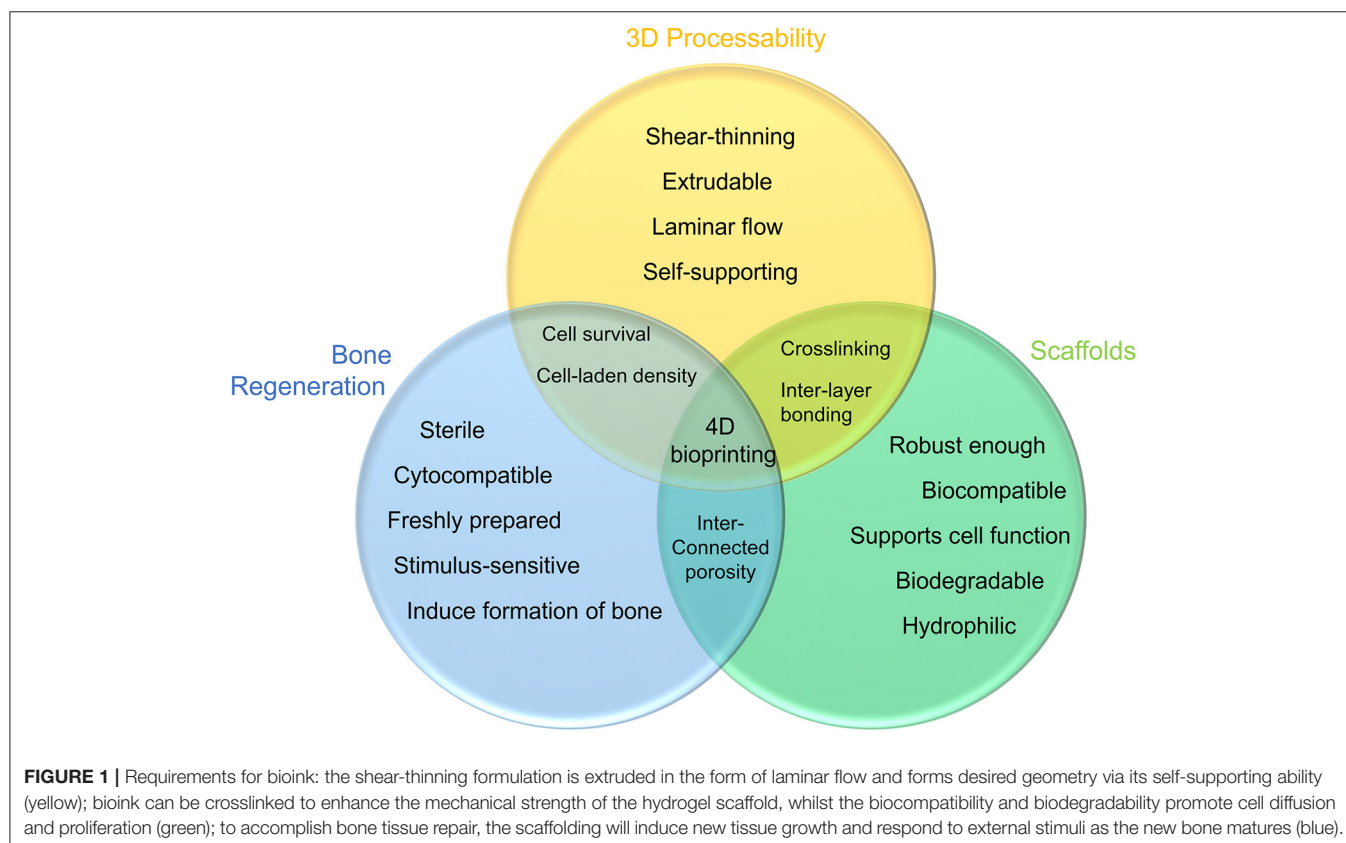 3D Processability
Shear-thinning
Extrudable
Laminar flow
Self-supporting
Cell survival
Cell-laden density
Crosslinking
Inter-layer
bonding
Bone
Regeneration
Scaffolds
4D
bioprinting
Sterile
Cytocompatible
Freshly prepared
Stimulus-sensitive
Induce formation of bone
Inter-
Connected
porosity
Robust enough
Biocompatible
Supports cell function
Biodegradable
Hydrophilic
FIGURE 1 | Requirements for bioink: the shear-thinning formulation is extruded in the form of laminar flow and forms desired geometry via its self-supporting ability
(yellow); bioink can be crosslinked to enhance the mechanical strength of the hydrogel scaffold, whilst the biocompatibility and biodegradability promote cell diffusion
and proliferation (green); to accomplish bone tissue repair, the scaffolding will induce new tissue growth and respond to external stimuli as the new bone matures (blue).